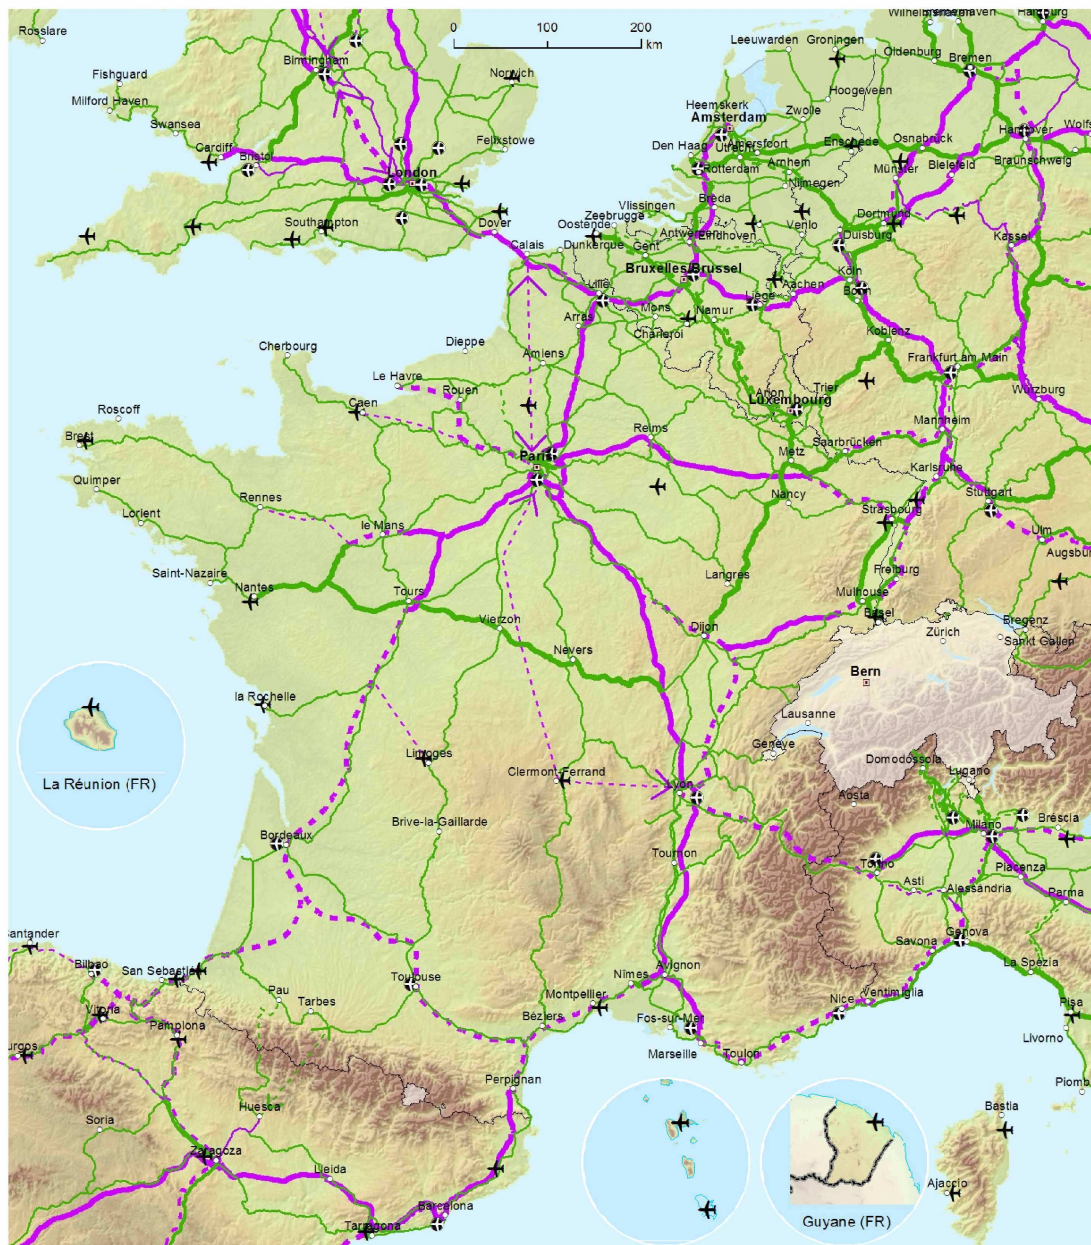 Rosslare
0 100 200
km
Wilhelmshaven
Bremerhaven
Hamburg
Leeuwarden
Groningen
Oldenburg
Bremen
Birmingham
Norwich
Fishguard
Milford Haven
Hoogeveen
Heemskerk
Amsterdam
Zwolle
Swansea
Cardiff
Bristol
Felixstowe
Den Haag
Utrecht
Amersfoort
Enschede
Osnabrück
Hannover
Wolfs
Braunschweig
London
Rotterdam
Arnhem
Nijmegen
Münster
Bielefeld
Southampton
Dover
Vlissingen
Zeebrugge
Oostende
Breda
Dortmund
Calais
Dunkerque
Gent
Antwerpen
Eindhoven
Venlo
Duisburg
Kassel
Bruxelles/Brussel
Lille
Liège
Aachen
Köln
Bonn
Arras
Mons
Charleroi
Namur
Koblenz
Cherbourg
Dieppe
Amiens
Frankfurt am Main
Le Havre
Rouen
Arlon
Trier
Würzburg
Roscoff
Caen
Luxembourg
Brest
Reims
Saarbrücken
Mannheim
Paris
Metz
Karlsruhe
Quimper
Rennes
Nancy
Stuttgart
Lorient
le Mans
Strasbourg
Ulm
Augsbur
Saint-Nazaire
Nantes
Tours
Langres
Freiburg
Mulhouse
Basel
Vierzon
Dijon
Zürich
Bregenz
Sankt Gallen
Nevers
Bern
la Rochelle
Lausanne
Genève
Limoges
Clermont-Ferrand
Lyon
Domodossola
Lugano
La Réunion (FR)
Aosta
Brive-la-Gaillarde
Bordeaux
Milano
Bréscia
Tournon
Torino
Piacenza
Asti
Alessandria
Parma
Santander
Bilbao
San Sebastián
Savona
Genova
La Spezia
Toulouse
Nîmes
Avignon
Pau
Tarbes
Montpellier
Nice
Ventimiglia
Pisa
Vitoria
Pamplona
Béziers
Fos-sur-Mer
Marseille
Toulon
Livorno
urgos
Perpignan
Piomb
Soria
Huesca
Bastia
Zaragoza
Lleida
Barcelona
Ajaccio
Tarragona
Guyane (FR)